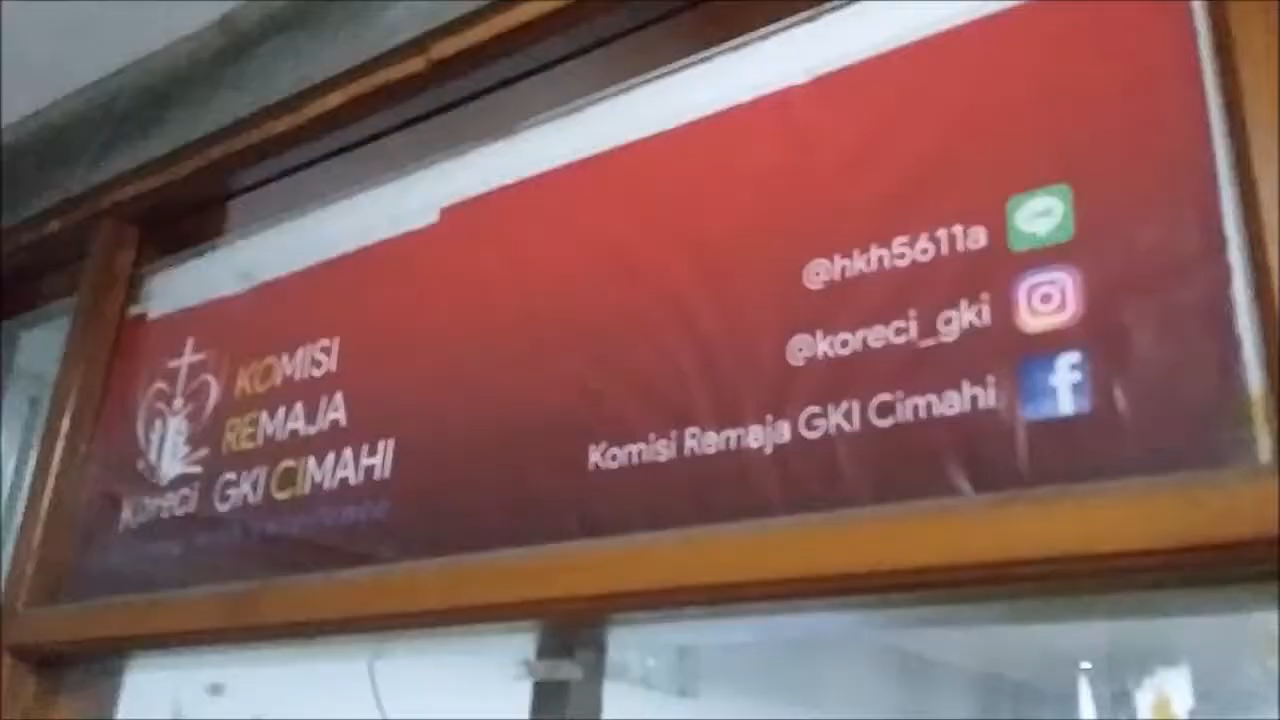 KOMISI
REMAJA
GKI CIMAHI
Koreci
@hkh5611a
@koreci_gki
Komisi Remaja GKI Cimahi